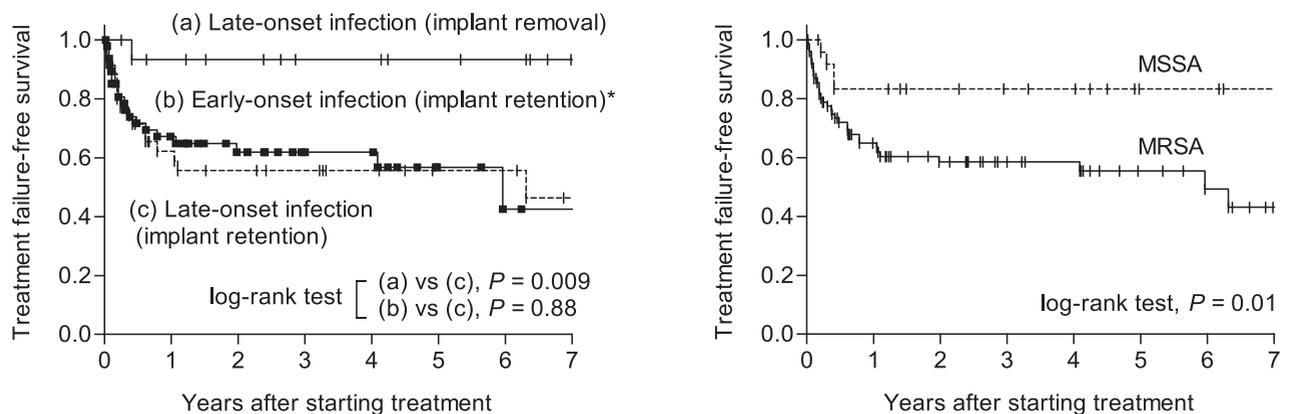 (a) Late-onset infection (implant removal)
(b) Early-onset infection (implant retention)*
(c) Late-onset infection
(implant retention)
log-rank test
(a) vs (c), P = 0.009
(b) vs (c), P = 0.88
Treatment failure-free survival
1.0
0.8
0.6
0.4
0.2
0.0
0 1 2 3 4 5 6 7
Years after starting treatment
MSSA
MRSA
log-rank test, P = 0.01
Treatment failure-free survival
1.0
0.8
0.6
0.4
0.2
0.0
0 1 2 3 4 5 6 7
Years after starting treatment